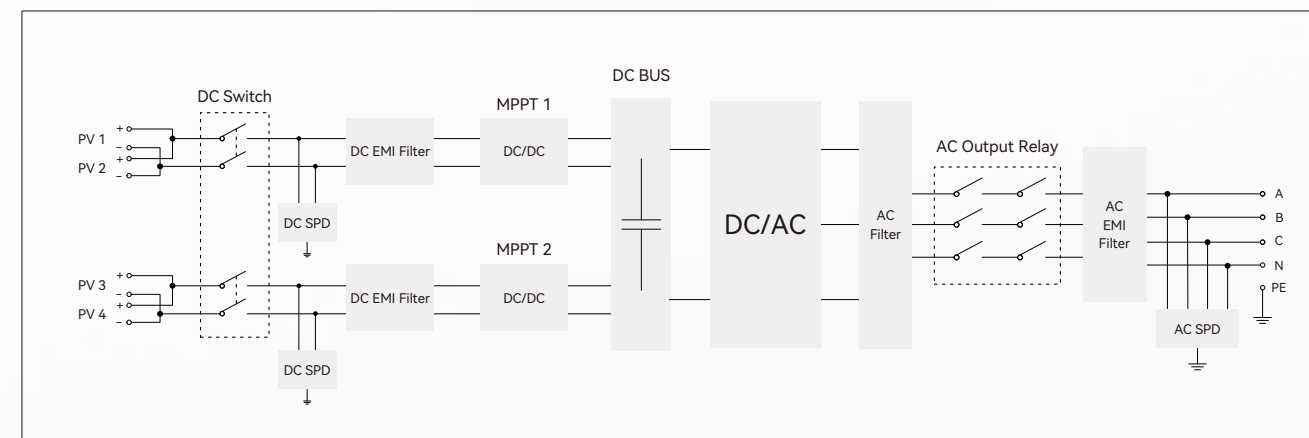 DC BUS
DC Switch
MPPT 1
PV 1
+
−
PV 2
+
−
DC EMI Filter
DC/DC
DC SPD
AC Output Relay
DC/AC
AC
Filter
AC
EMI
Filter
A
B
C
N
PE
AC SPD
MPPT 2
PV 3
+
−
PV 4
+
−
DC EMI Filter
DC/DC
DC SPD